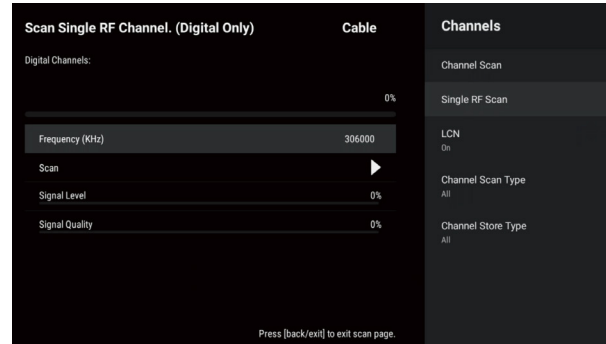 Scan Single RF Channel. (Digital Only) Cable
Digital Channels:
0%
Frequency (KHz) 306000
Scan
Signal Level 0%
Signal Quality 0%
Press [back/exit] to exit scan page.
Channels
Channel Scan
Single RF Scan
LCN
On
Channel Scan Type
All
Channel Store Type
All